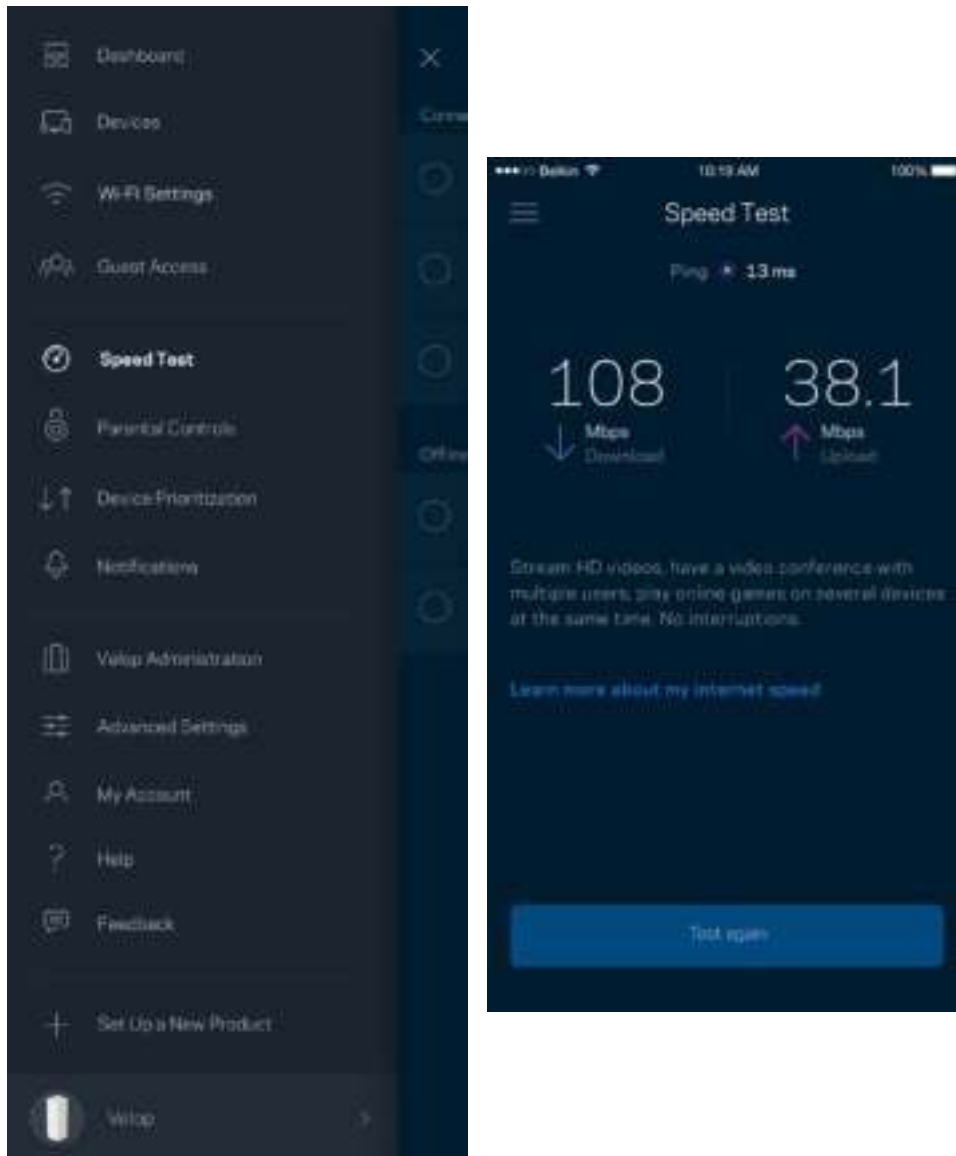 Dashboard
Devices
Wi-Fi Settings
Guest Access
Speed Test
Parental Controls
Device Prioritization
Notifications
Velop Administration
Advanced Settings
My Account
Help
Feedback
Set Up a New Product
Velop
Conne
Offline
Belkin
10:19 AM
100%
Speed Test
Ping 13 ms
108
Mbps
Download
38.1
Mbps
Upload
Stream HD videos, have a video conference with
multiple users, play online games on several devices
at the same time. No interruptions.
Learn more about my internet speed
Test again